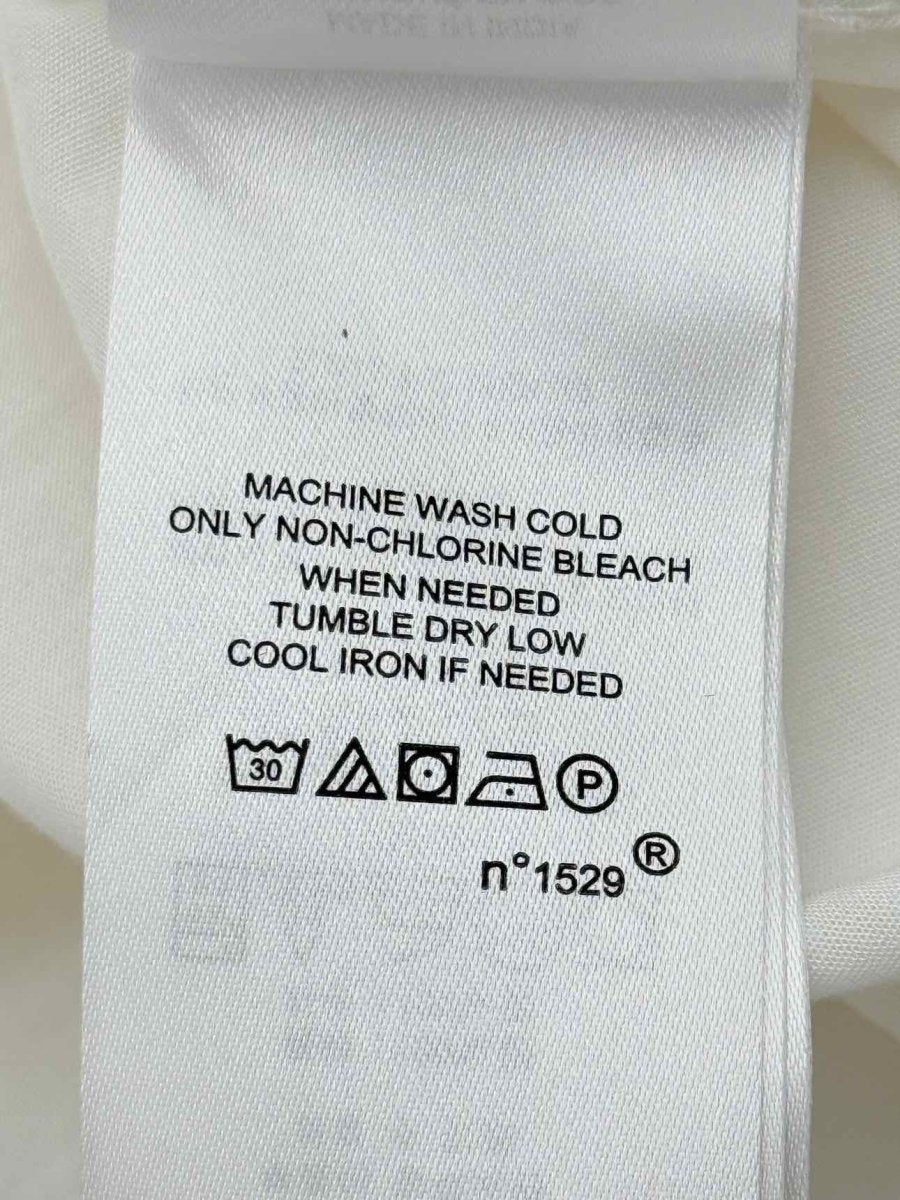 MACHINE WASH COLD
ONLY NON-CHLORINE BLEACH
WHEN NEEDED
TUMBLE DRY LOW
COOL IRON IF NEEDED
30 P
n°1529®